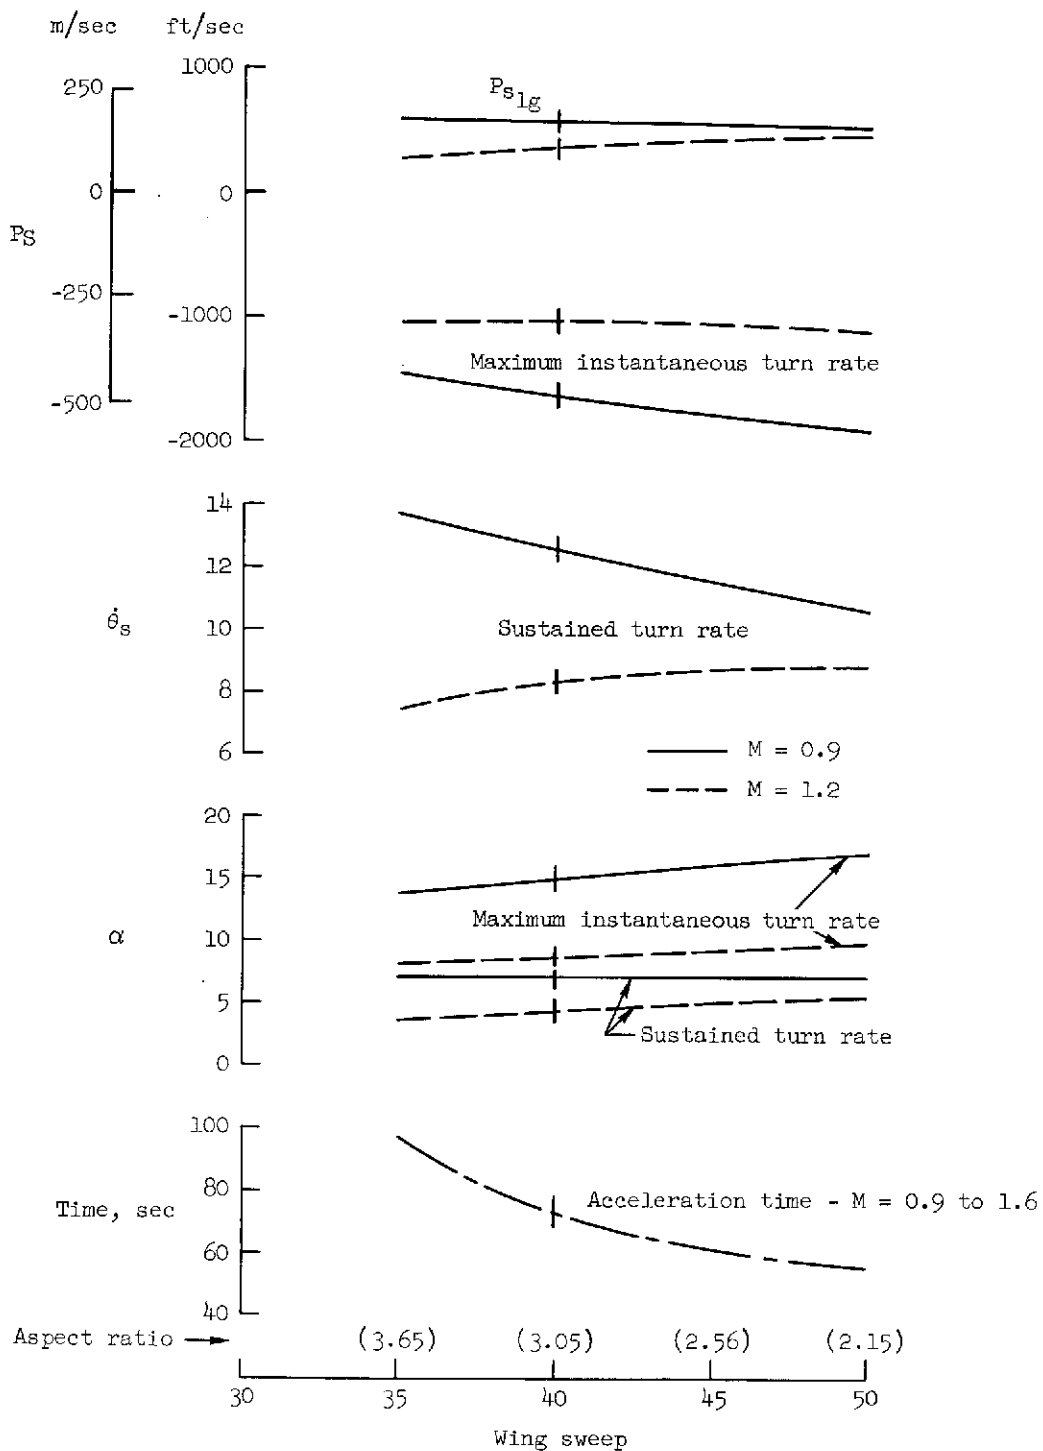 m/sec ft/sec
1000
250
Ps1g
0 0
PS
-250
-1000
Maximum instantaneous turn rate
-500
-2000
14
12
θ̇s
10
Sustained turn rate
8
6
M = 0.9
M = 1.2
20
15
Maximum instantaneous turn rate
α
10
5
Sustained turn rate
0
100
80
Time, sec
Acceleration time - M = 0.9 to 1.6
60
40
Aspect ratio (3.65) (3.05) (2.56) (2.15)
30 35 40 45 50
Wing sweep